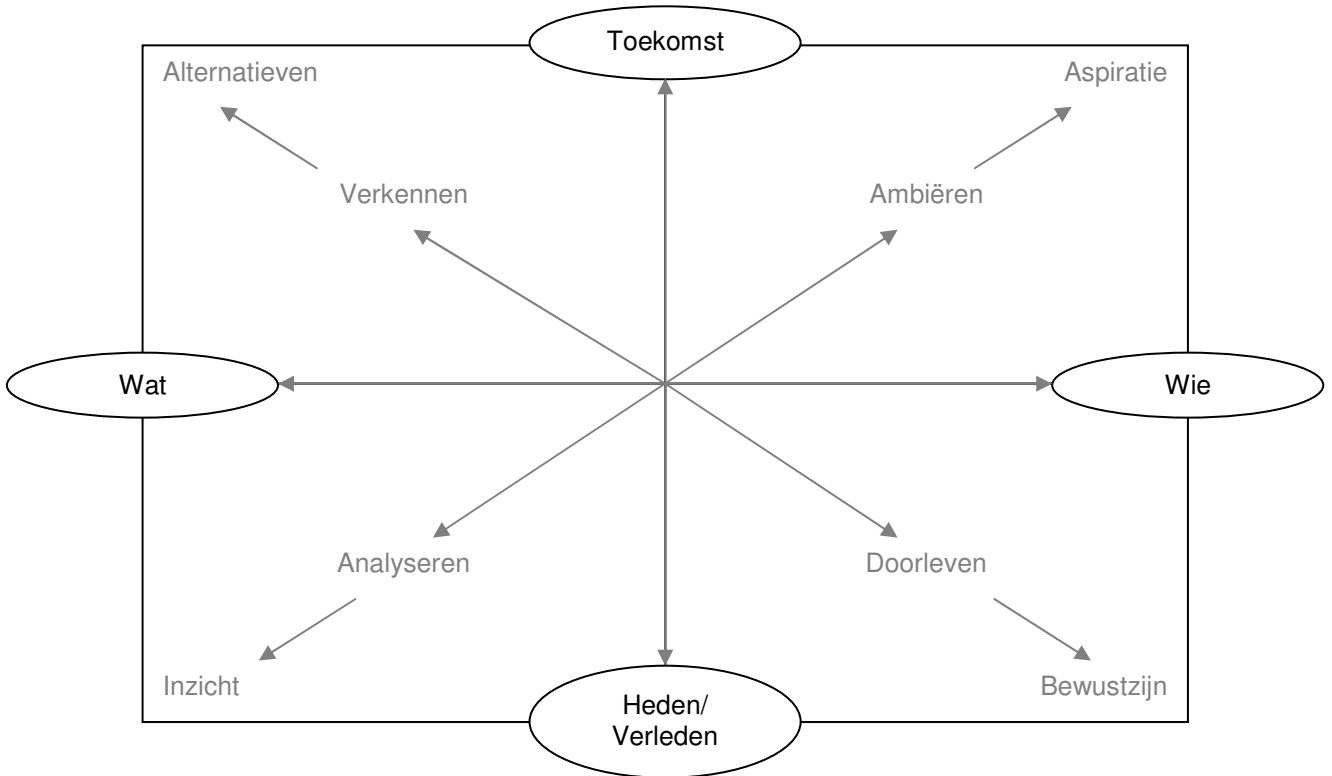 Toekomst
Alternatieven
Aspiratie
Verkennen
Ambiëren
Wat
Wie
Analyseren
Doorleven
Inzicht
Bewustzijn
Heden/
Verleden